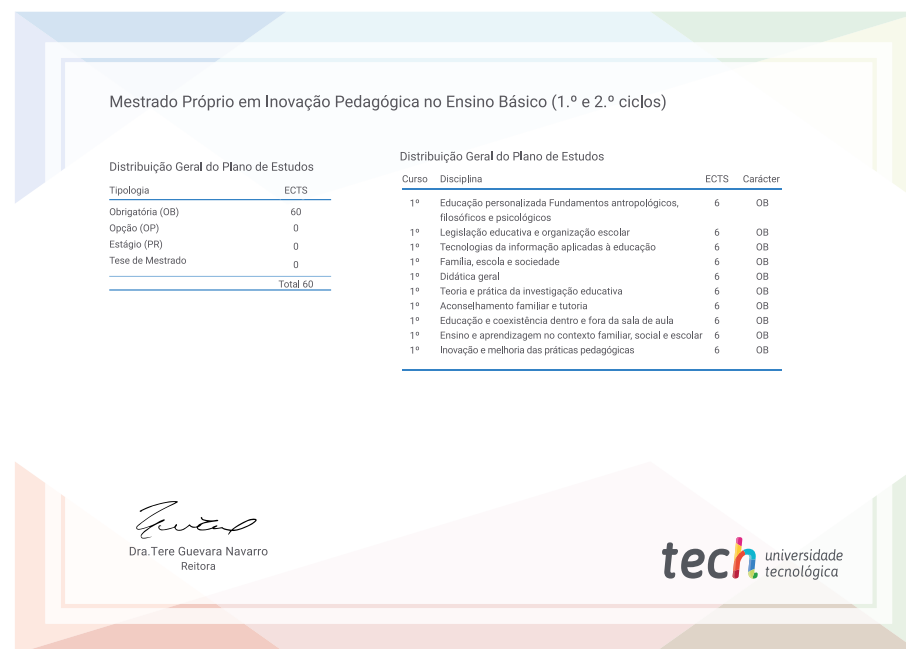 Mestrado Próprio em Inovação Pedagógica no Ensino Básico (1.º e 2.º ciclos)
Distribuição Geral do Plano de Estudos
Tipologia ECTS
Obrigatória (OB) 60
Opção (OP) 0
Estágio (PR) 0
Tese de Mestrado 0
Total 60
Distribuição Geral do Plano de Estudos
Curso Disciplina ECTS Carácter
1º Educação personalizada Fundamentos antropológicos, 6 OB
filosóficos e psicológicos
1º Legislação educativa e organização escolar 6 OB
1º Tecnologias da informação aplicadas à educação 6 OB
1º Família, escola e sociedade 6 OB
1º Didática geral 6 OB
1º Teoria e prática da investigação educativa 6 OB
1º Aconselhamento familiar e tutoria 6 OB
1º Educação e coexistência dentro e fora da sala de aula 6 OB
1º Ensino e aprendizagem no contexto familiar, social e escolar 6 OB
1º Inovação e melhoria das práticas pedagógicas 6 OB
Dra.Tere Guevara Navarro
Reitora
tech universidade
tecnológica